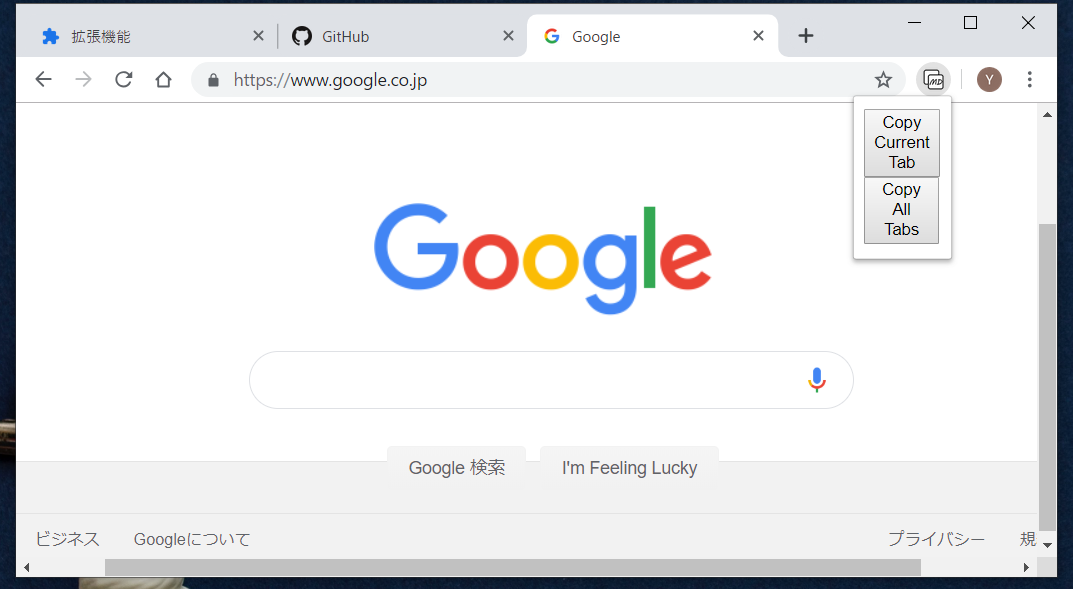 拡張機能
GitHub
Google
https://www.google.co.jp
MD
Y
Copy
Current
Tab
Copy
All
Tabs
Google
Google 検索
I'm Feeling Lucky
ビジネス
Googleについて
プライバシー
規